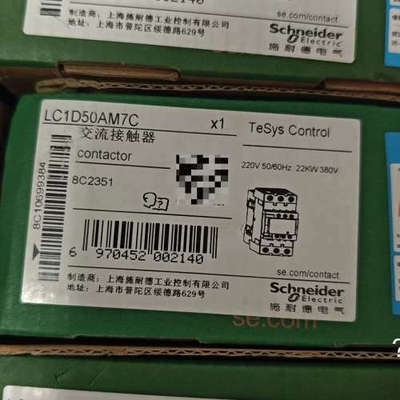 制造商：上海施耐德工业控制有限公司
上海市普陀区绥德路629号
se.com/contact
Schneider
Electric
施耐德电气
LC1D50AM7C
x1
TeSys Control
交流接触器
contactor
220V 50/60Hz 22KW 380V
8C2351
8C10699384
6 970452 002140
se.com/contact
制造商：上海施耐德工业控制有限公司
上海市普陀区绥德路629号
Schneider
Electric
施耐德电气
se.com